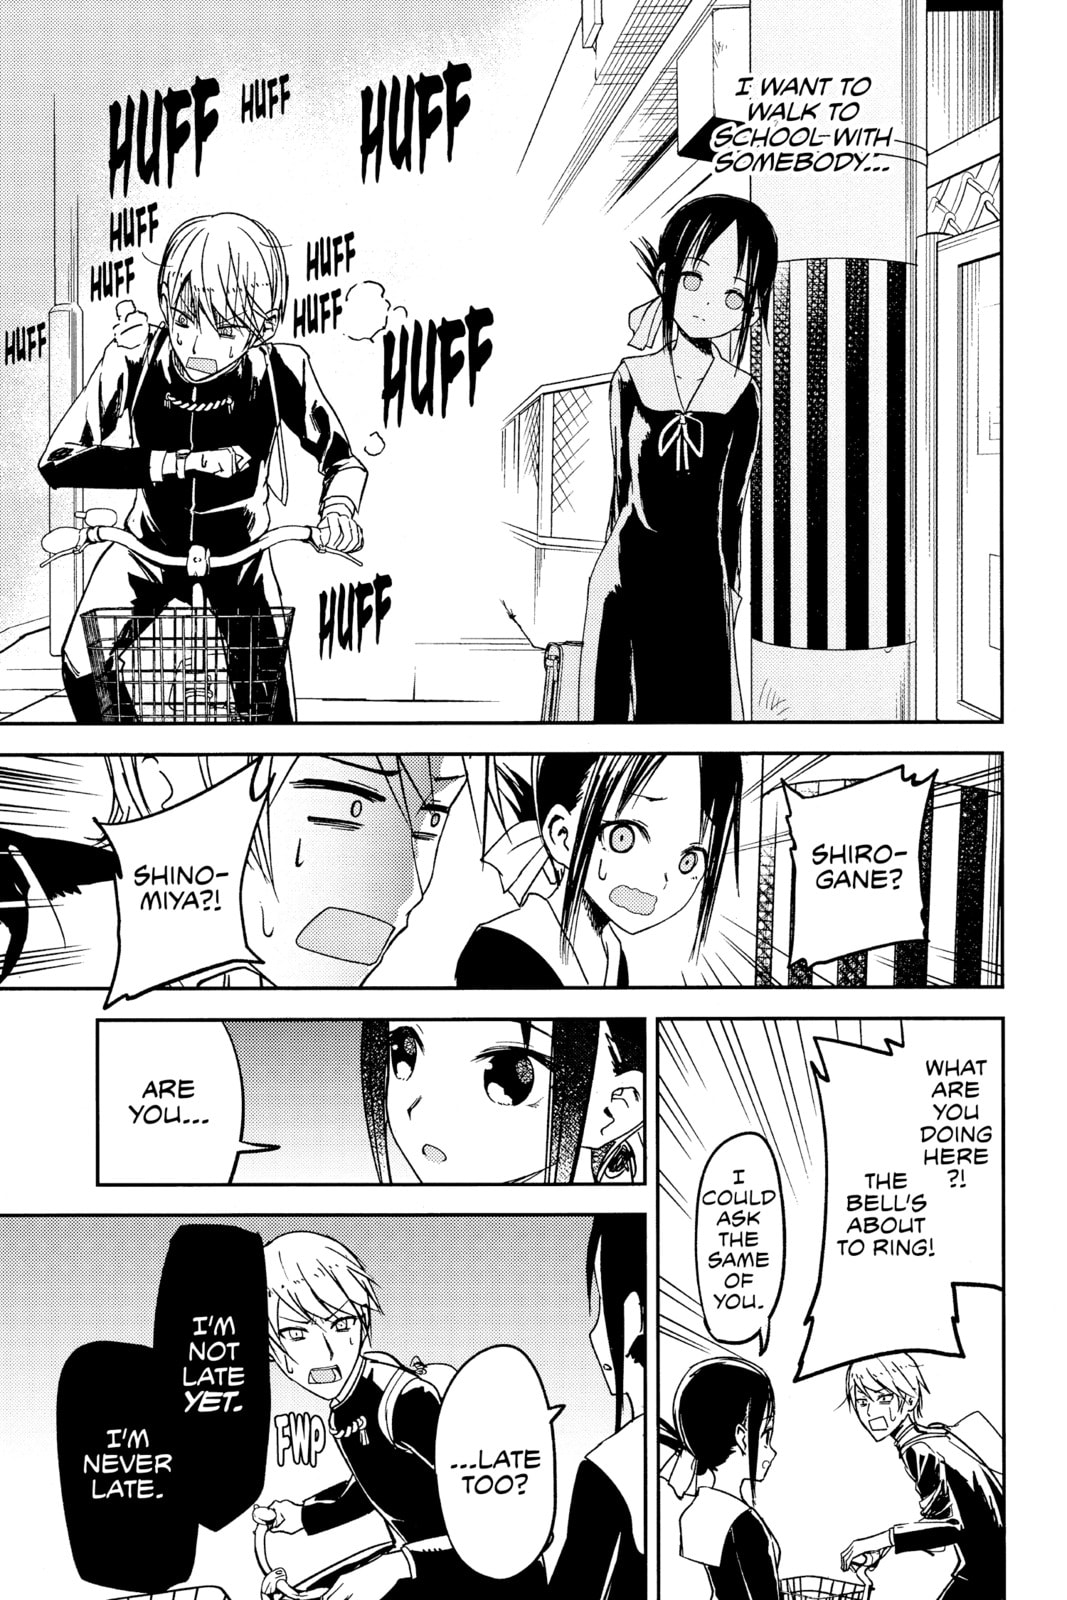 I WANT TO
WALK TO
SCHOOL WITH
SOMEBODY...
HUFF
HUFF
HUFF
HUFF
HUFF
HUFF
HUFF
HUFF
HUFF
HUFF
SHIRO-
GANE?
SHINO-
MIYA?!
WHAT
ARE
YOU
DOING
HERE
?!
THE
BELL'S
ABOUT
TO RING!
I
COULD
ASK
THE
SAME
OF
YOU.
ARE
YOU...
...LATE
TOO?
FWP
I'M
NOT
LATE
YET.
I'M
NEVER
LATE.